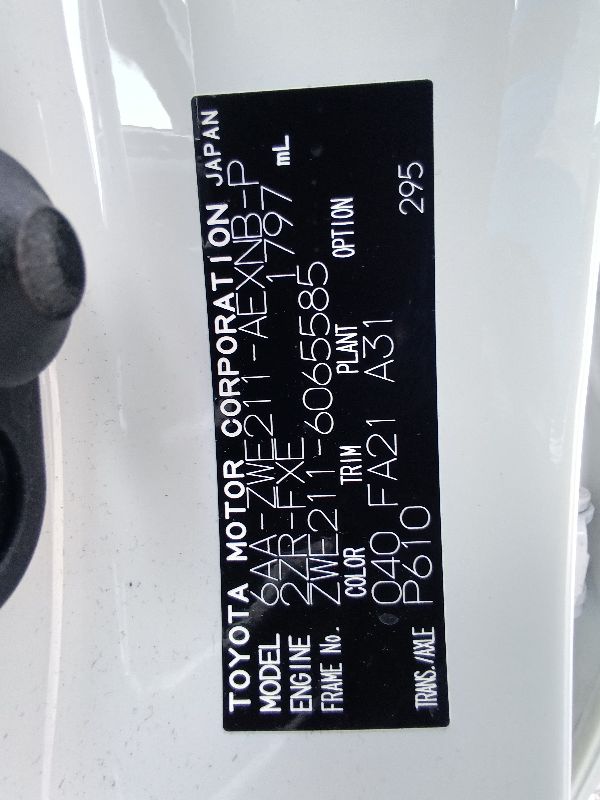 TOYOTA MOTOR CORPORATION JAPAN
MODEL 6AA-ZWE211-AEXNB-P
ENGINE 2ZR-FXE 1797 mL
FRAME No. ZWE211-6065585
COLOR TRIM PLANT OPTION
040 FA21 A31
TRANS./AXLE P610 295